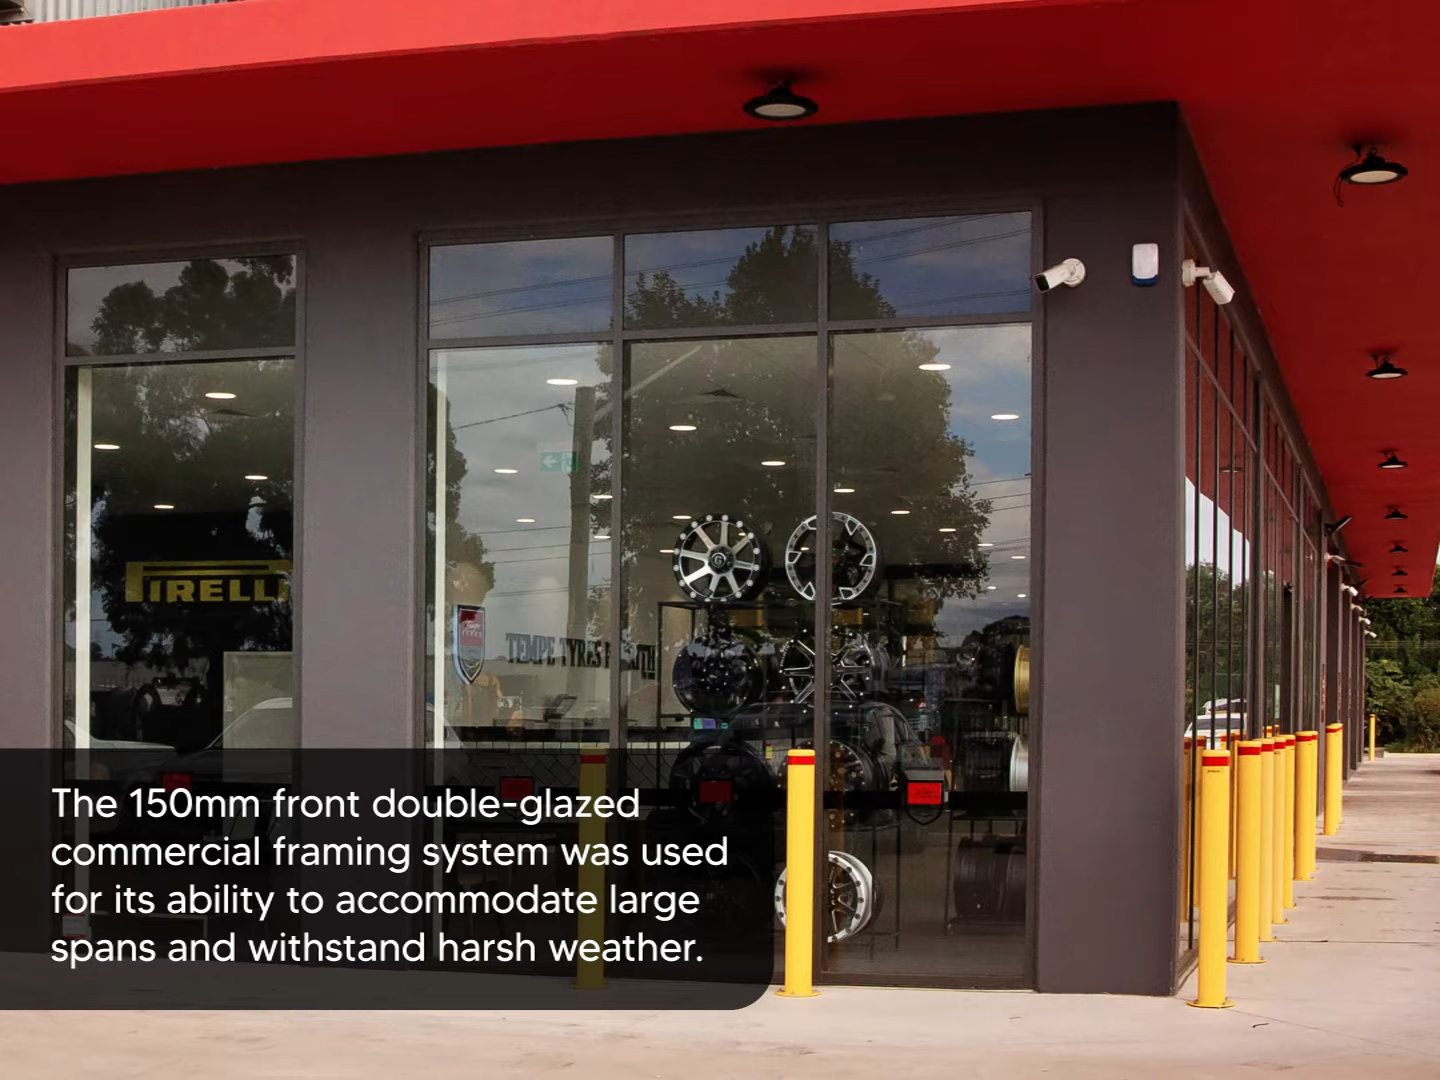 PIRELLI
TEMPE TYRES
The 150mm front double-glazed
commercial framing system was used
for its ability to accommodate large
spans and withstand harsh weather.